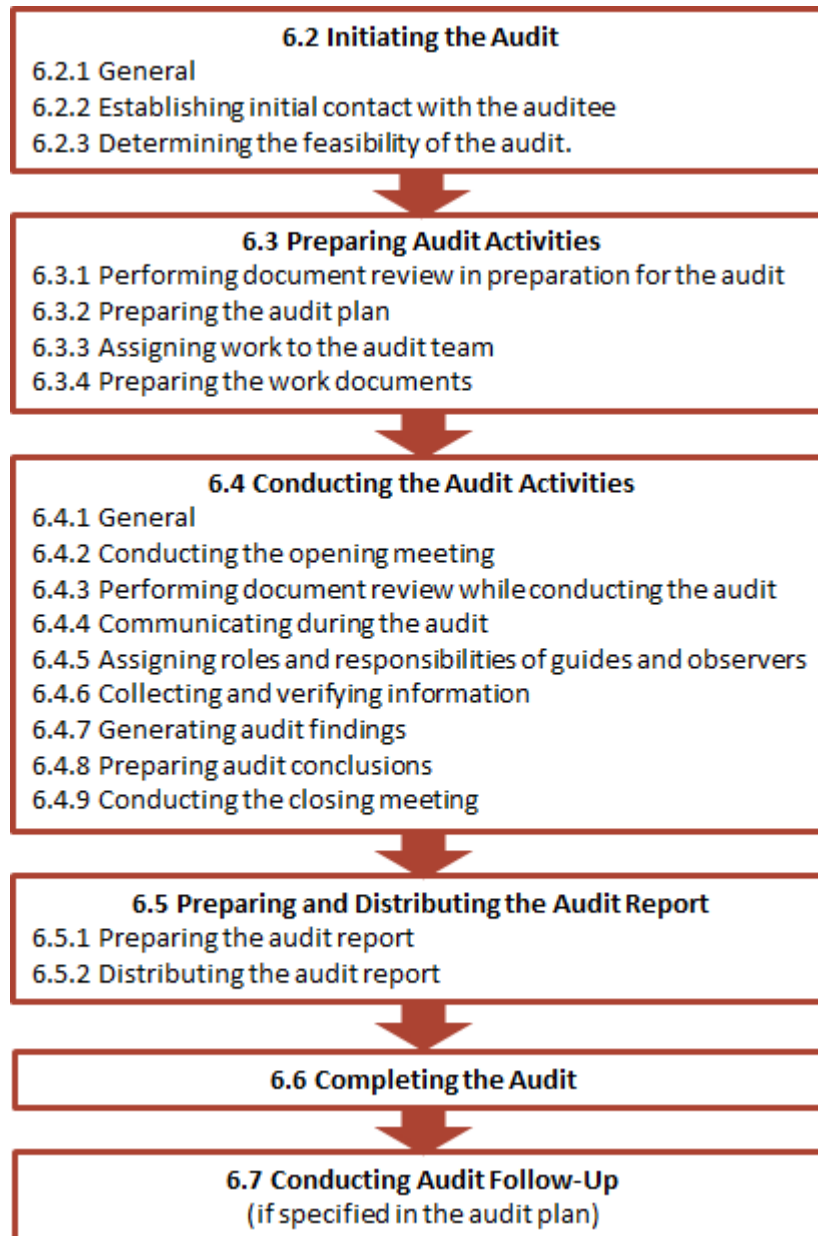 6.2 Initiating the Audit
6.2.1 General
6.2.2 Establishing initial contact with the auditee
6.2.3 Determining the feasibility of the audit.
6.3 Preparing Audit Activities
6.3.1 Performing document review in preparation for the audit
6.3.2 Preparing the audit plan
6.3.3 Assigning work to the audit team
6.3.4 Preparing the work documents
6.4 Conducting the Audit Activities
6.4.1 General
6.4.2 Conducting the opening meeting
6.4.3 Performing document review while conducting the audit
6.4.4 Communicating during the audit
6.4.5 Assigning roles and responsibilities of guides and observers
6.4.6 Collecting and verifying information
6.4.7 Generating audit findings
6.4.8 Preparing audit conclusions
6.4.9 Conducting the closing meeting
6.5 Preparing and Distributing the Audit Report
6.5.1 Preparing the audit report
6.5.2 Distributing the audit report
6.6 Completing the Audit
6.7 Conducting Audit Follow-Up
(if specified in the audit plan)